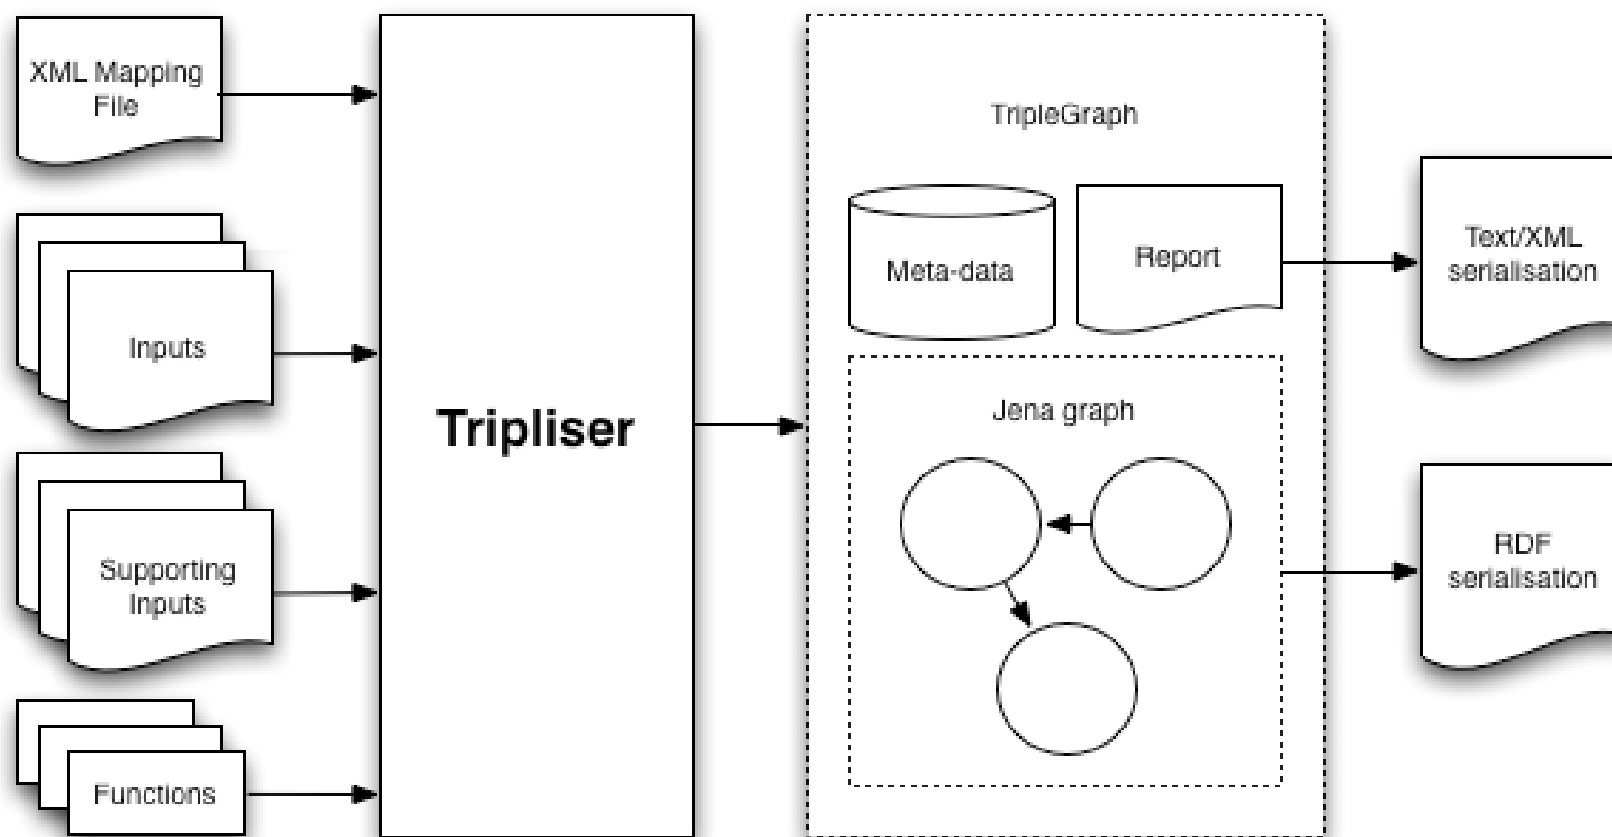 XML Mapping
File
Inputs
Supporting
Inputs
Functions
Tripliser
TripleGraph
Meta-data
Report
Jena graph
Text/XML
serialisation
RDF
serialisation